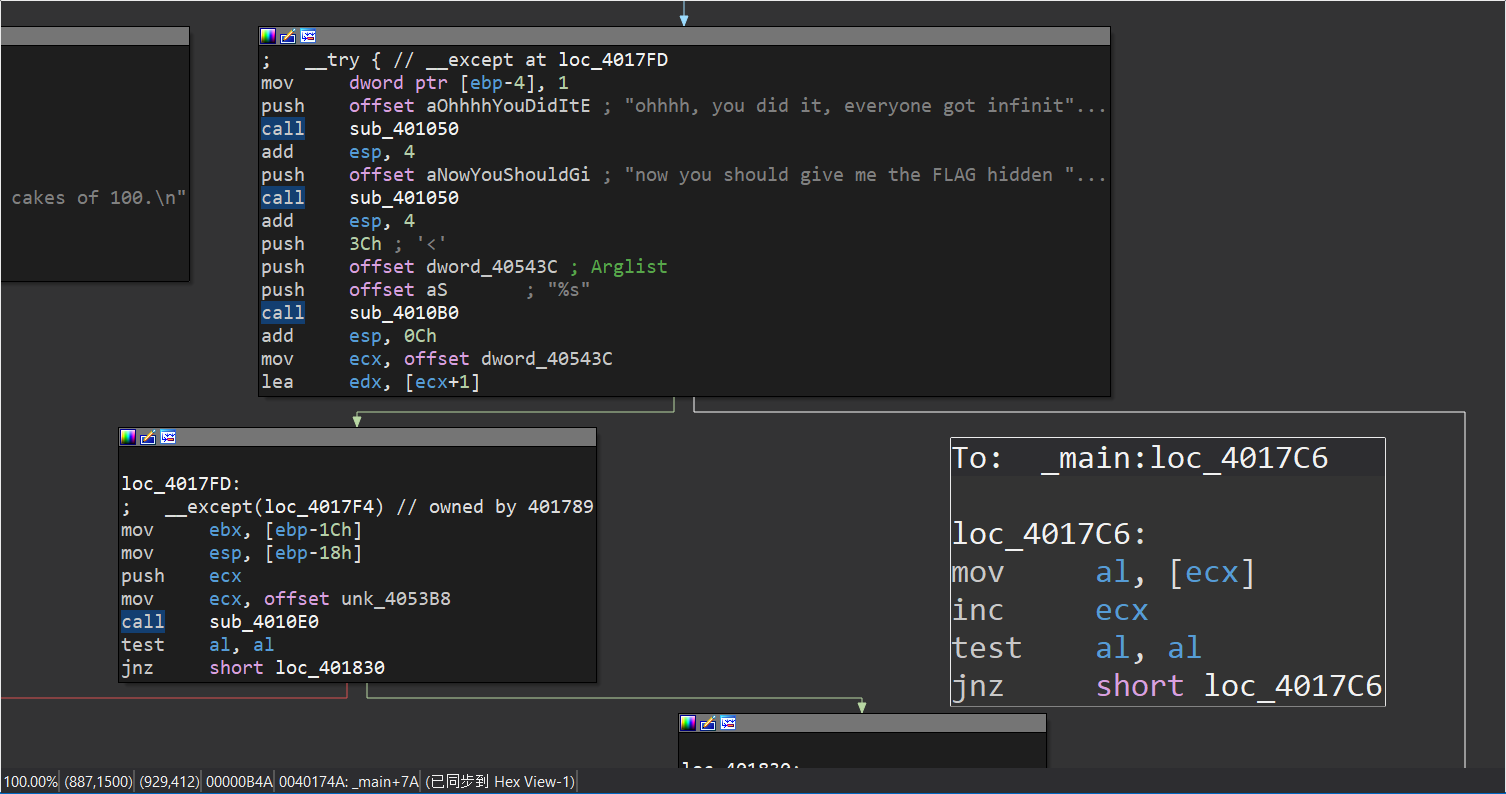 cakes of 100.\n"
;   __try { // __except at loc_4017FD
mov     dword ptr [ebp-4], 1
push    offset aOhhhhYouDidItE ; "ohhhh, you did it, everyone got infinit"...
call    sub_401050
add     esp, 4
push    offset aNowYouShouldGi ; "now you should give me the FLAG hidden "...
call    sub_401050
add     esp, 4
push    3Ch ; '<'
push    offset dword_40543C ; Arglist
push    offset aS       ; "%s"
call    sub_4010B0
add     esp, 0Ch
mov     ecx, offset dword_40543C
lea     edx, [ecx+1]
loc_4017FD:
;   __except(loc_4017F4) // owned by 401789
mov     ebx, [ebp-1Ch]
mov     esp, [ebp-18h]
push    ecx
mov     ecx, offset unk_4053B8
call    sub_4010E0
test    al, al
jnz     short loc_401830
To:  _main:loc_4017C6
loc_4017C6:
mov     al, [ecx]
inc     ecx
test    al, al
jnz     short loc_4017C6
loc_401830:
100.00% (887,1500) (929,412) 00000B4A 0040174A: _main+7A (已同步到 Hex View-1)